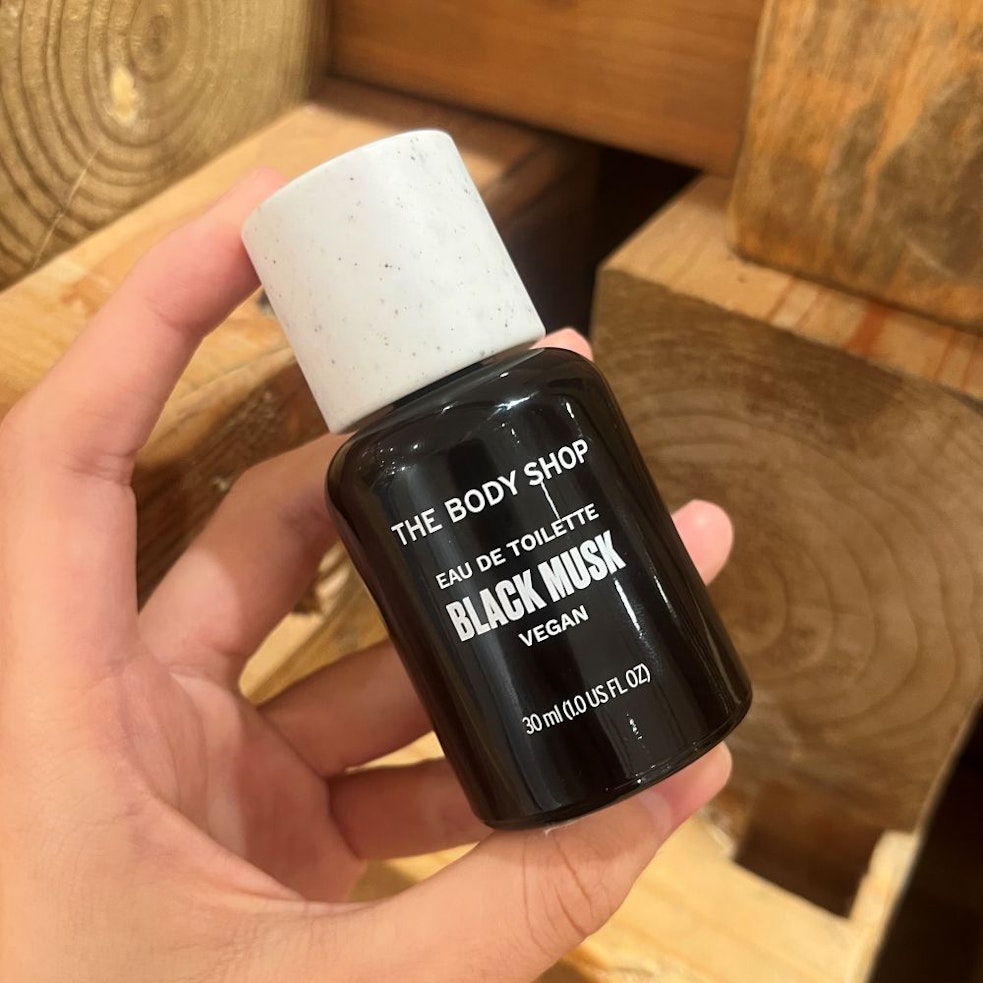 THE BODY SHOP
EAU DE TOILETTE
BLACK MUSK
VEGAN
30 ml (1.0 US FL OZ)